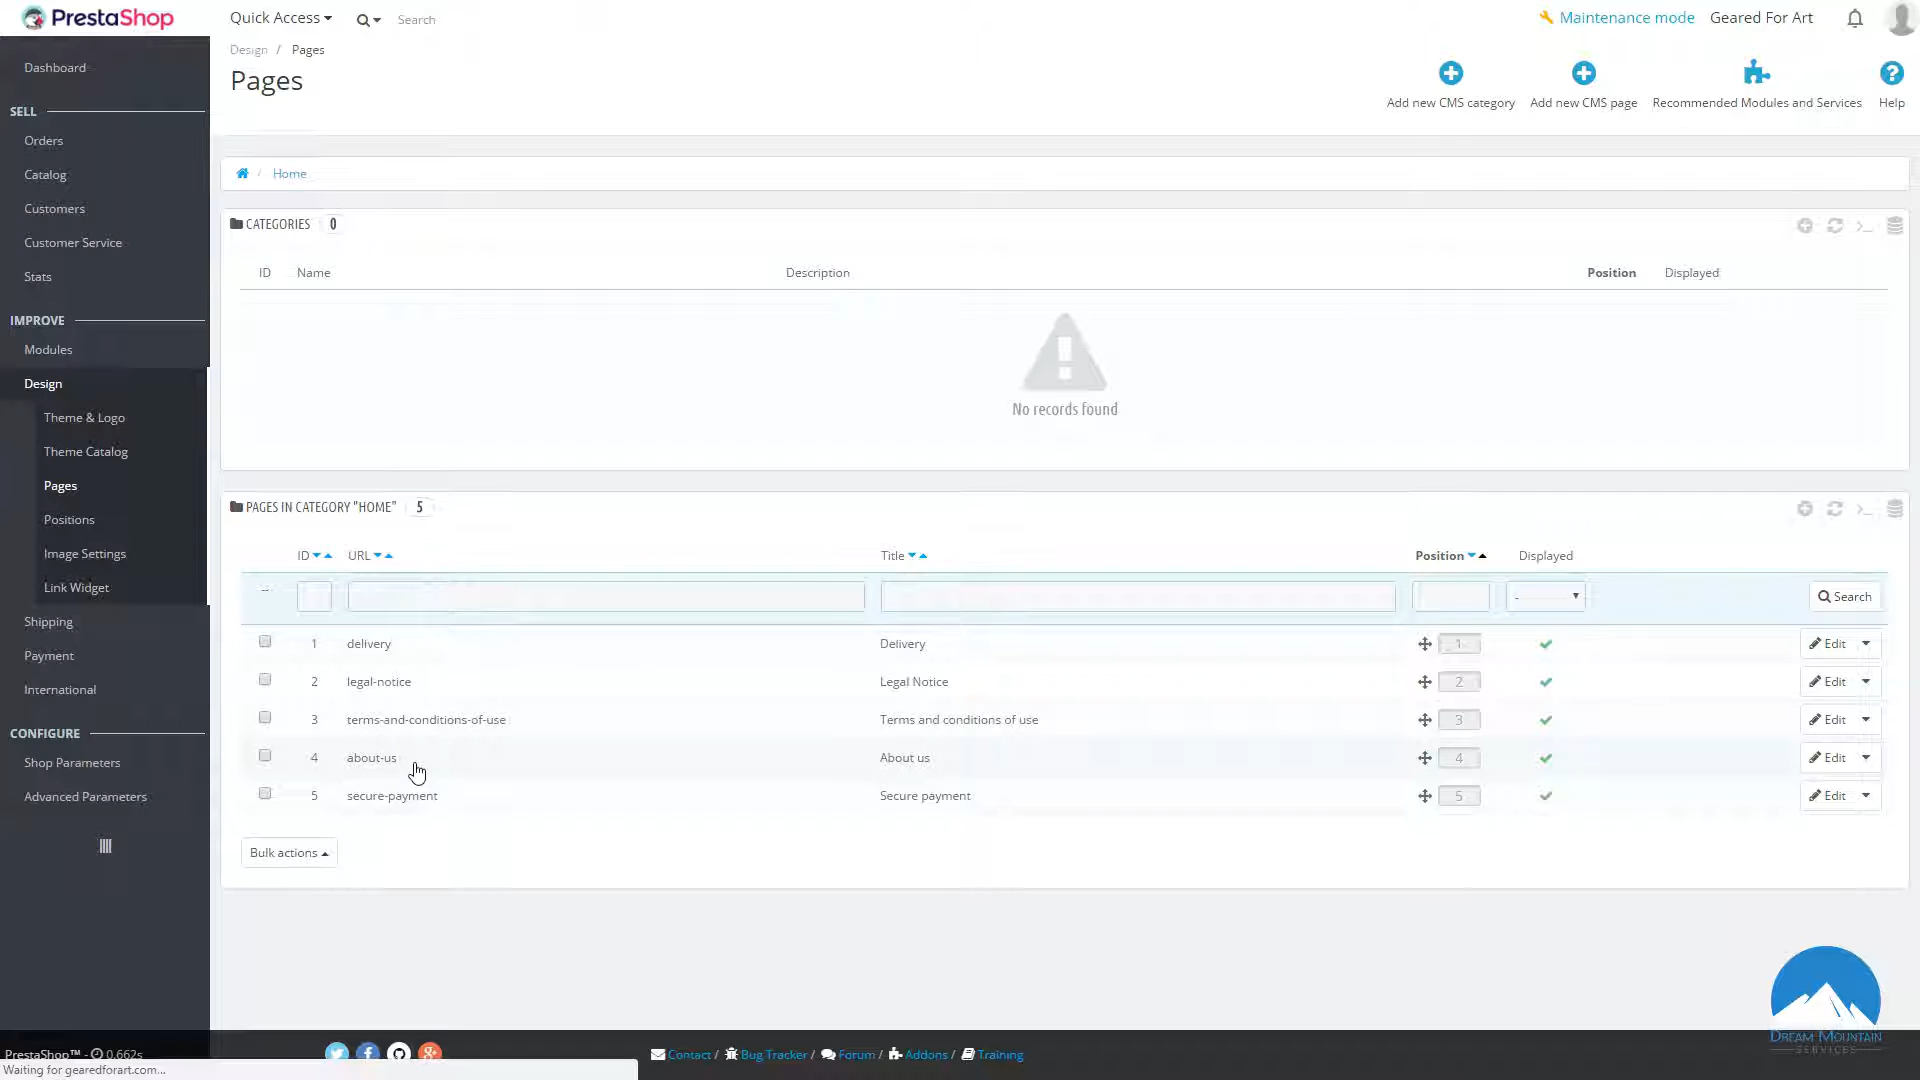 PrestaShop
Quick Access
Search
Maintenance mode
Geared For Art
Design / Pages
Pages
Add new CMS category
Add new CMS page
Recommended Modules and Services
Help
Dashboard
SELL
Orders
Catalog
Customers
Customer Service
Stats
IMPROVE
Modules
Design
Theme & Logo
Theme Catalog
Pages
Positions
Image Settings
Link Widget
Shipping
Payment
International
CONFIGURE
Shop Parameters
Advanced Parameters
/ Home
CATEGORIES 0
ID Name Description Position Displayed
No records found
PAGES IN CATEGORY "HOME" 5
ID URL Title Position Displayed
-- - Search
1 delivery Delivery 1 Edit
2 legal-notice Legal Notice 2 Edit
3 terms-and-conditions-of-use Terms and conditions of use 3 Edit
4 about-us About us 4 Edit
5 secure-payment Secure payment 5 Edit
Bulk actions
DREAM MOUNTAIN
SERVICES
PrestaShop™ - 0.662s
Contact / Bug Tracker / Forum / Addons / Training
Waiting for gearedforart.com...